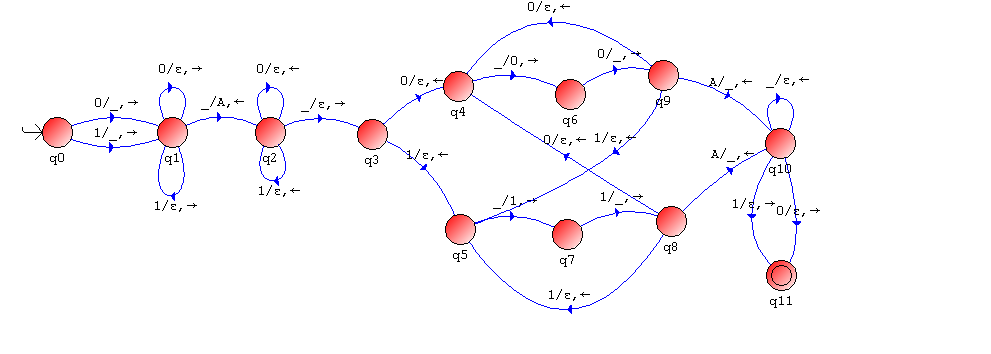 0/ε,←
0/ε,→
0/ε,←
0/_,→
_/0,→
0/ε,←
A/_,←
_/ε,←
q4
q6
q9
0/_,→
_/A,←
_/ε,→
1/_,→
q0
q1
q2
q3
0/ε,←
1/ε,←
1/ε,←
A/_,←
q10
1/ε,→
1/ε,←
_/1,→
1/_,→
1/ε,→
0/ε,→
q5
q7
q8
1/ε,←
q11